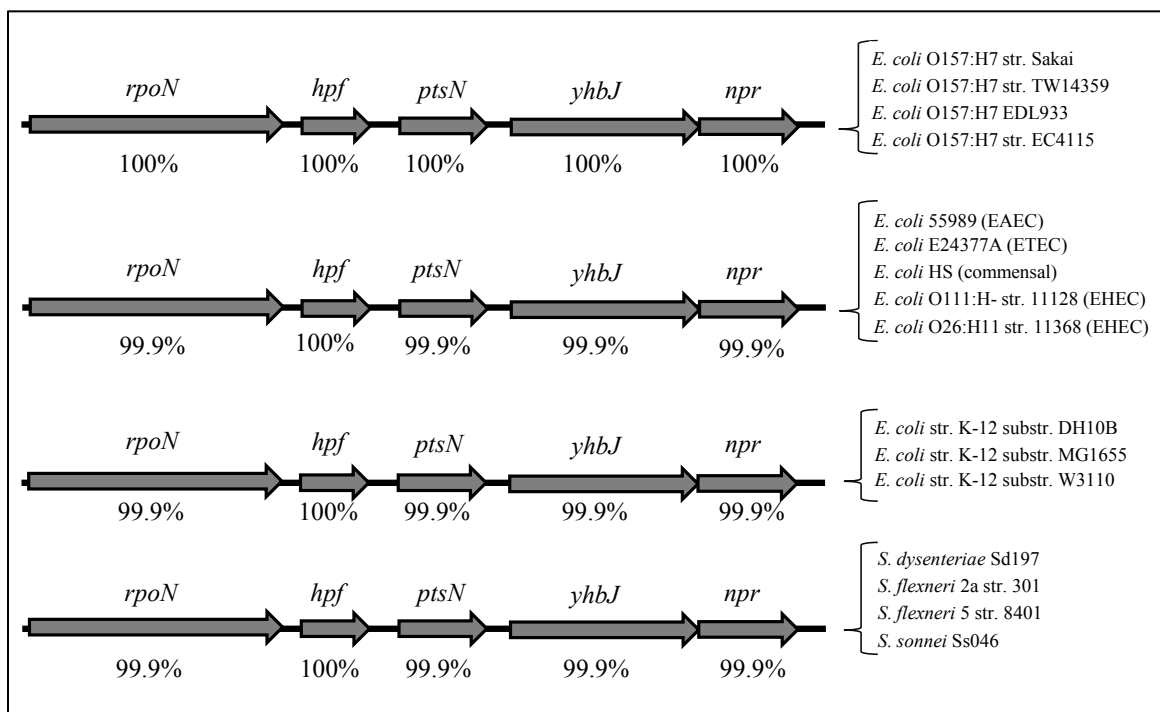 rpoN hpf ptsN yhbJ npr
100% 100% 100% 100% 100%
E. coli O157:H7 str. Sakai
E. coli O157:H7 str. TW14359
E. coli O157:H7 EDL933
E. coli O157:H7 str. EC4115
rpoN hpf ptsN yhbJ npr
99.9% 100% 99.9% 99.9% 99.9%
E. coli 55989 (EAEC)
E. coli E24377A (ETEC)
E. coli HS (commensal)
E. coli O111:H- str. 11128 (EHEC)
E. coli O26:H11 str. 11368 (EHEC)
rpoN hpf ptsN yhbJ npr
99.9% 100% 99.9% 99.9% 99.9%
E. coli str. K-12 substr. DH10B
E. coli str. K-12 substr. MG1655
E. coli str. K-12 substr. W3110
rpoN hpf ptsN yhbJ npr
99.9% 100% 99.9% 99.9% 99.9%
S. dysenteriae Sd197
S. flexneri 2a str. 301
S. flexneri 5 str. 8401
S. sonnei Ss046